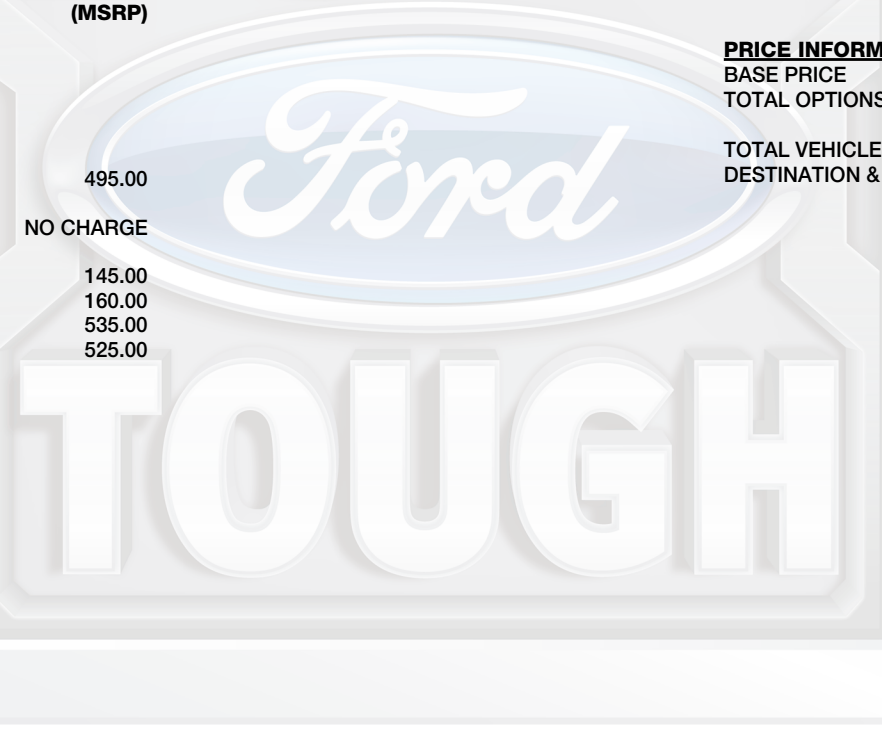 (MSRP)
495.00
NO CHARGE
145.00
160.00
535.00
525.00
PRICE INFORM
BASE PRICE
TOTAL OPTIONS
TOTAL VEHICLE
DESTINATION &
Ford
TOUGH